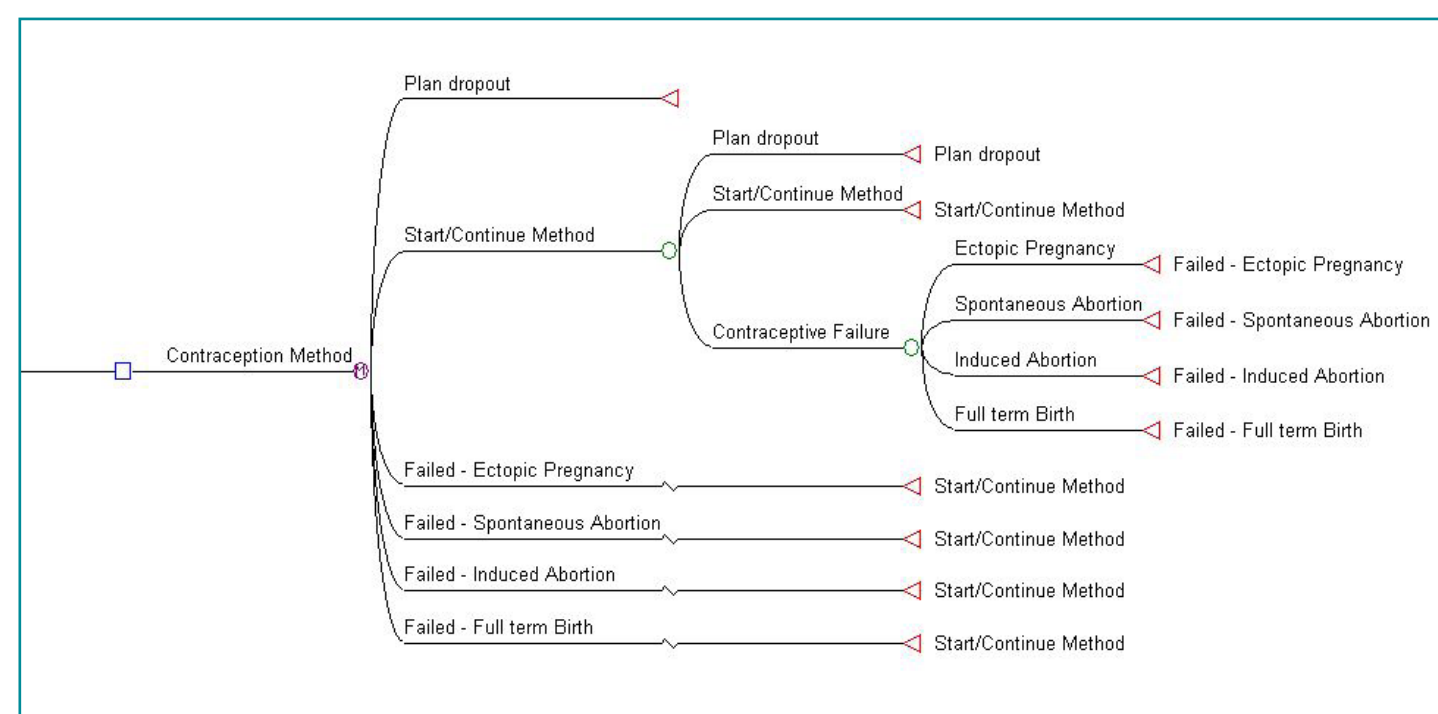 Plan dropout
Plan dropout
Plan dropout
Start/Continue Method
Start/Continue Method
Start/Continue Method
Ectopic Pregnancy
Failed - Ectopic Pregnancy
Spontaneous Abortion
Failed - Spontaneous Abortion
Contraceptive Failure
Contraception Method
M
Induced Abortion
Failed - Induced Abortion
Full term Birth
Failed - Full term Birth
Failed - Ectopic Pregnancy
Start/Continue Method
Failed - Spontaneous Abortion
Start/Continue Method
Failed - Induced Abortion
Start/Continue Method
Failed - Full term Birth
Start/Continue Method